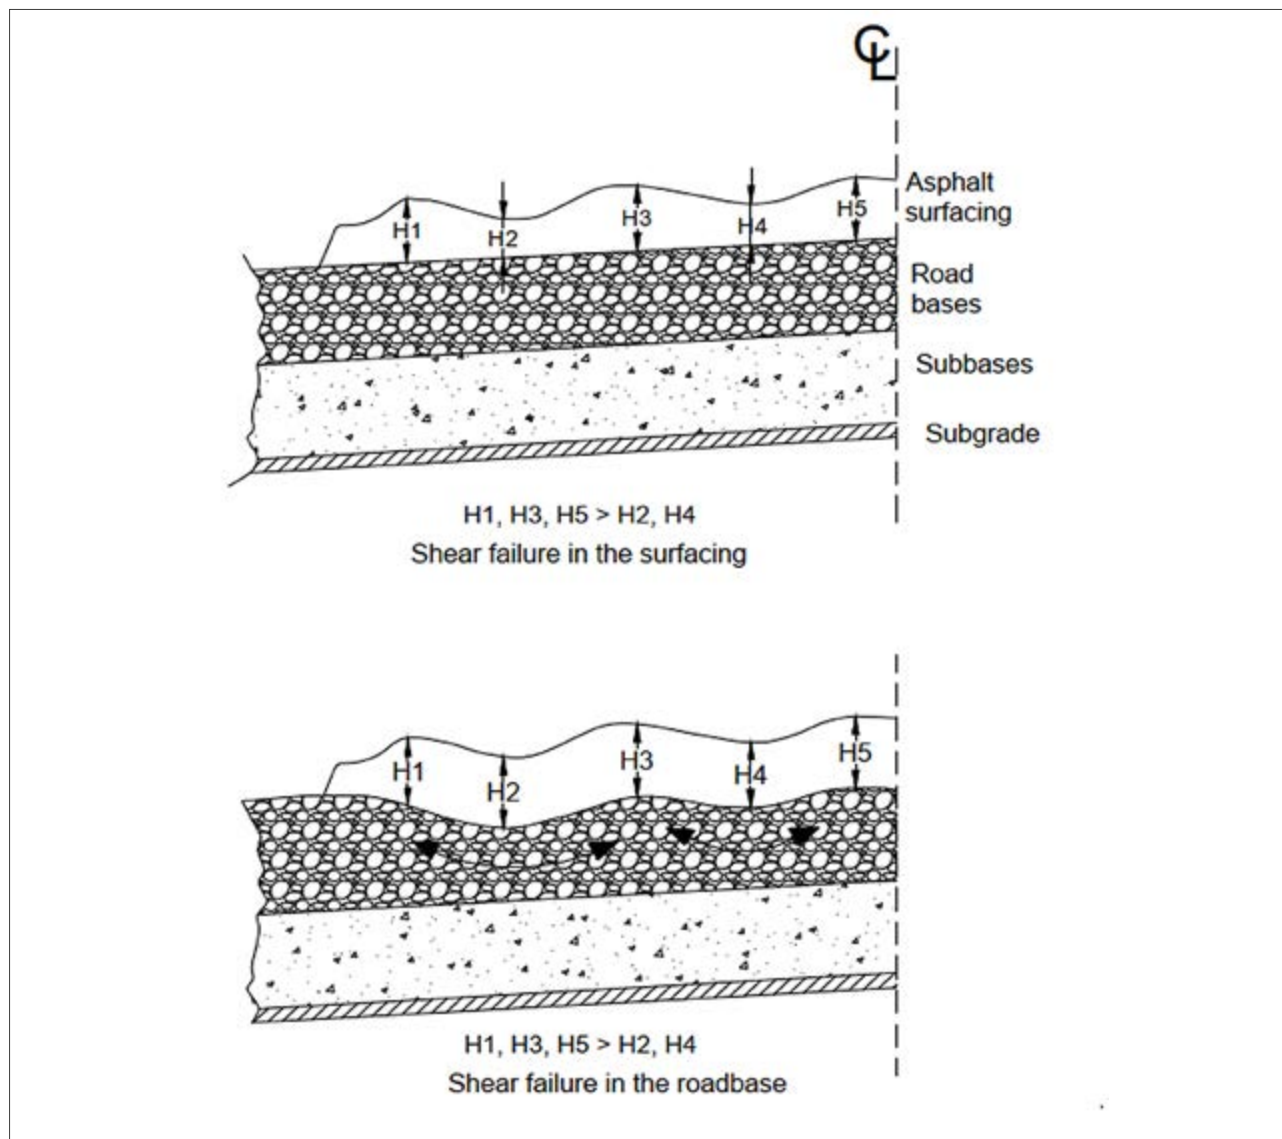 ℄
H1
H2
H3
H4
H5
Asphalt
surfacing
Road
bases
Subbases
Subgrade
H1, H3, H5 > H2, H4
Shear failure in the surfacing
H1
H2
H3
H4
H5
H1, H3, H5 > H2, H4
Shear failure in the roadbase